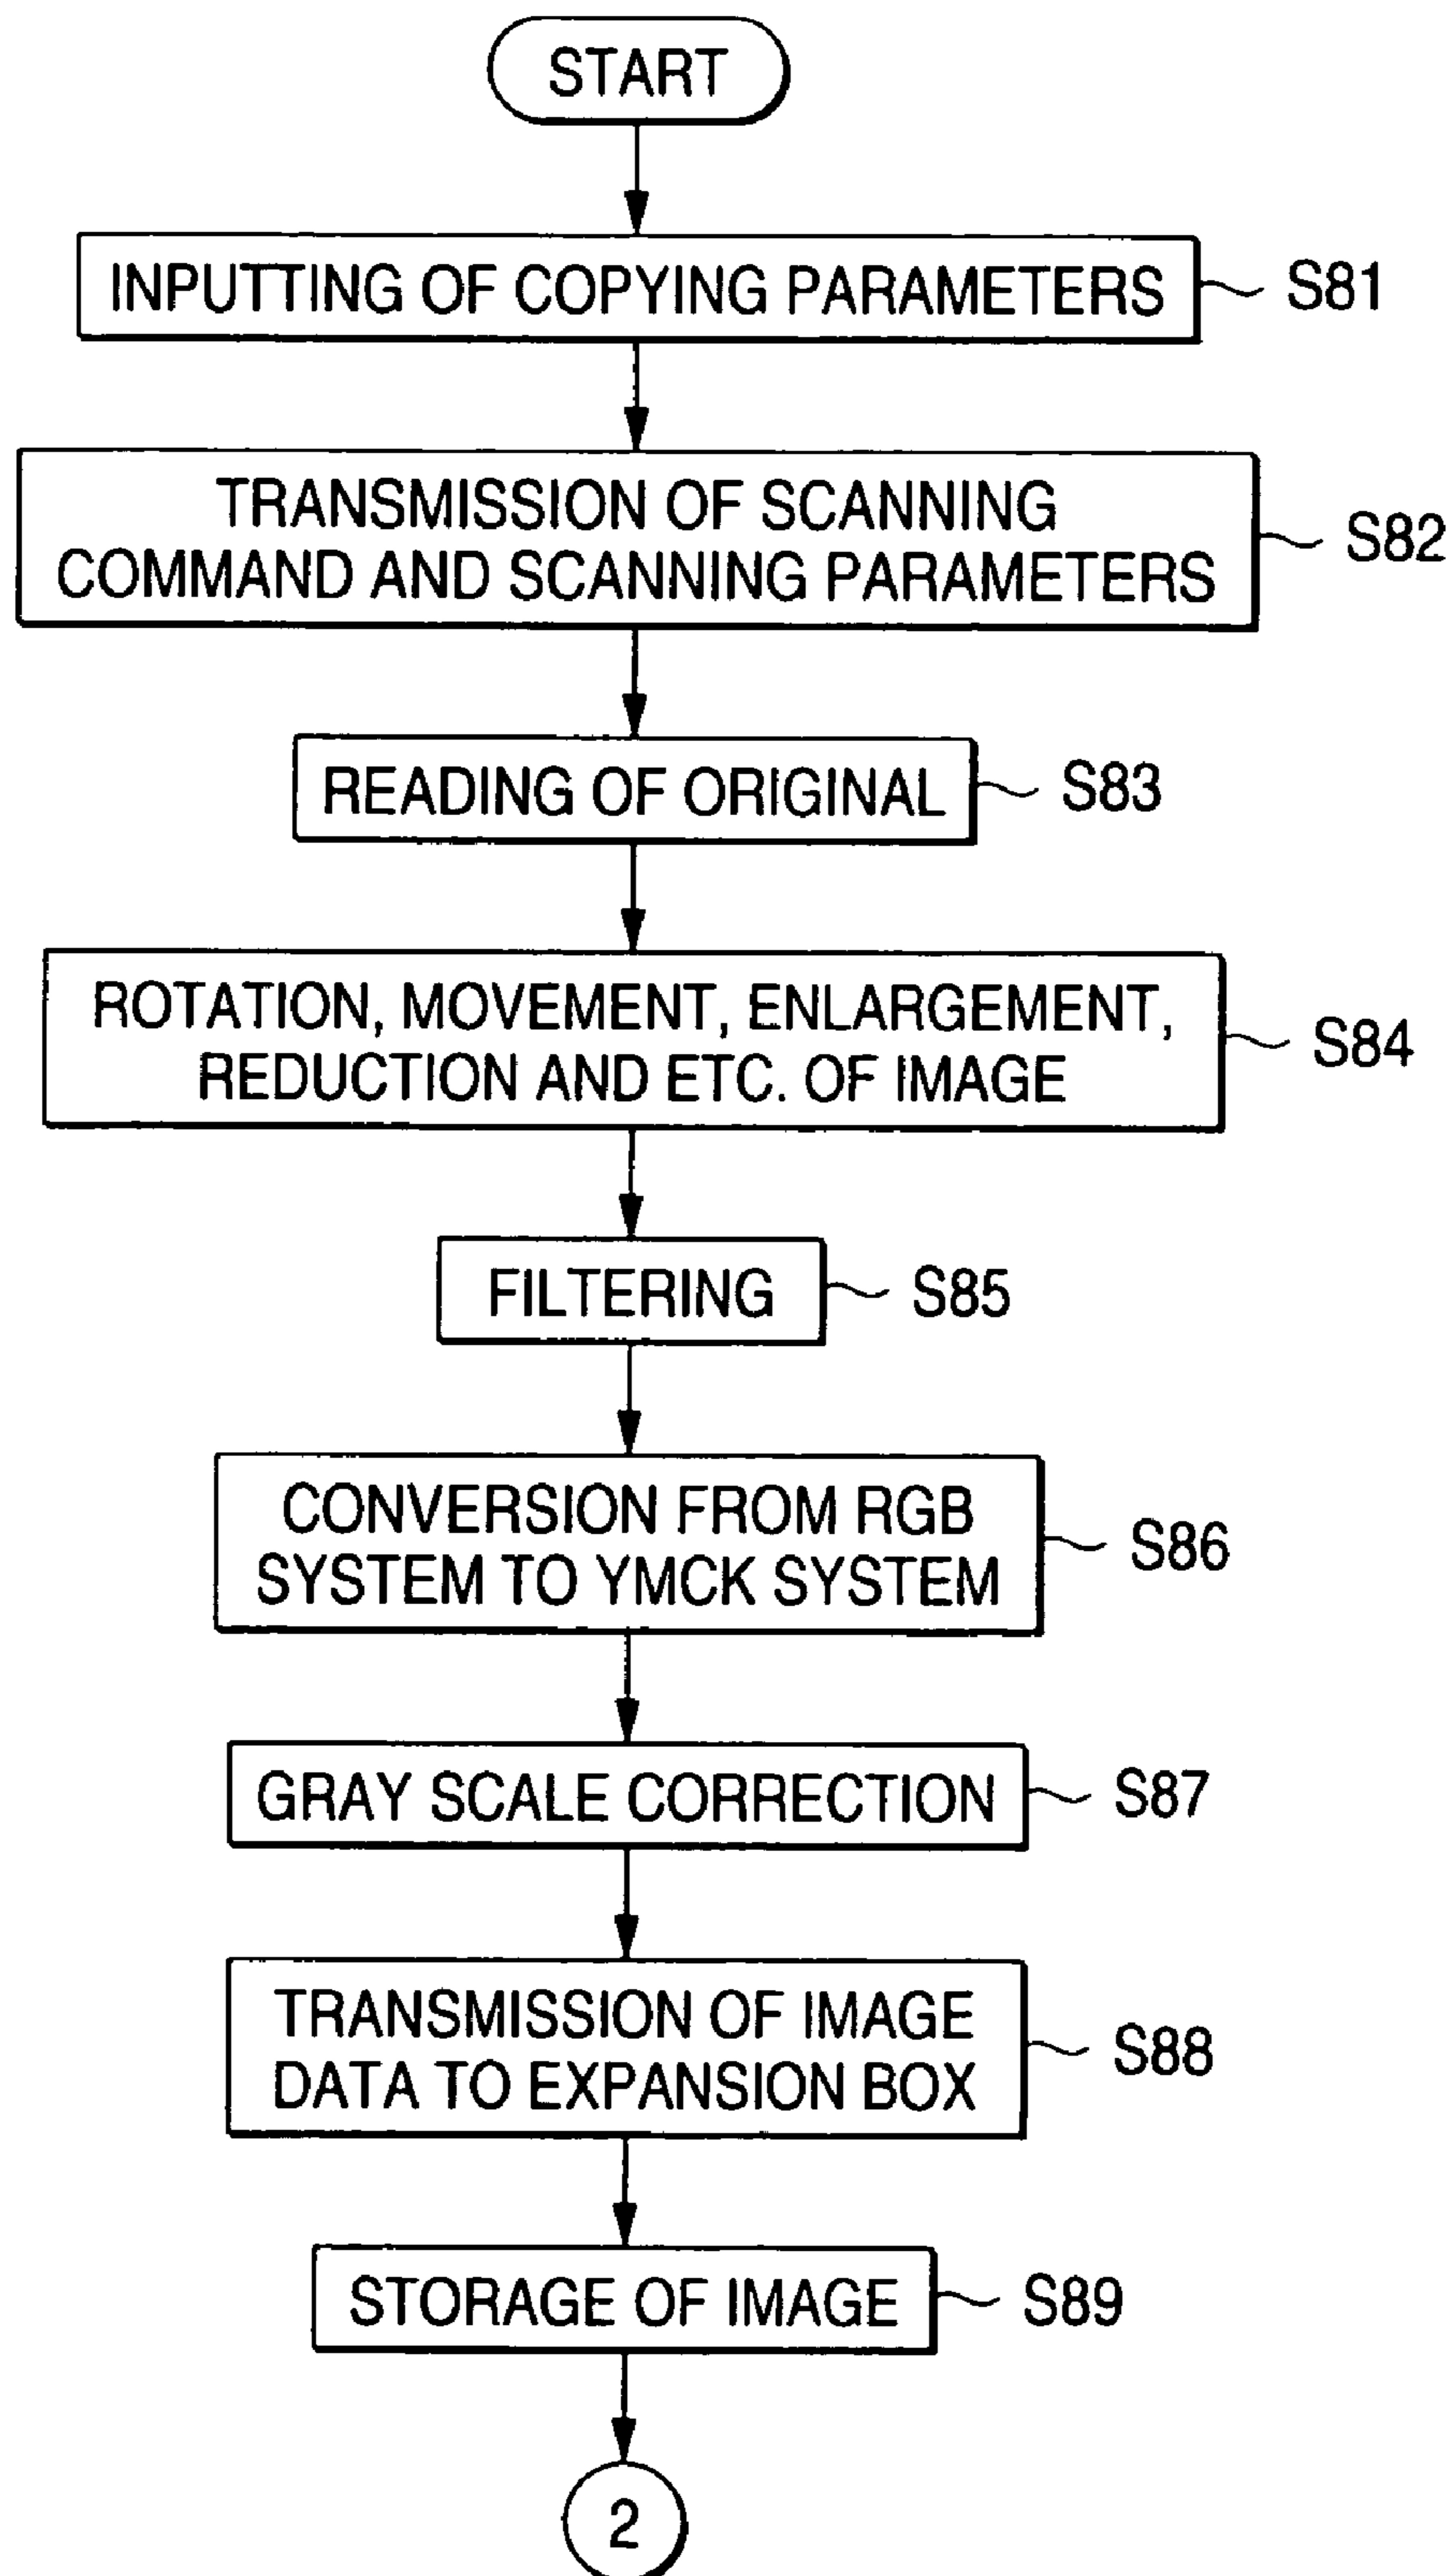 START
INPUTTING OF COPYING PARAMETERS
S81
TRANSMISSION OF SCANNING
COMMAND AND SCANNING PARAMETERS
S82
READING OF ORIGINAL
S83
ROTATION, MOVEMENT, ENLARGEMENT,
REDUCTION AND ETC. OF IMAGE
S84
FILTERING
S85
CONVERSION FROM RGB
SYSTEM TO YMCK SYSTEM
S86
GRAY SCALE CORRECTION
S87
TRANSMISSION OF IMAGE
DATA TO EXPANSION BOX
S88
STORAGE OF IMAGE
S89
2